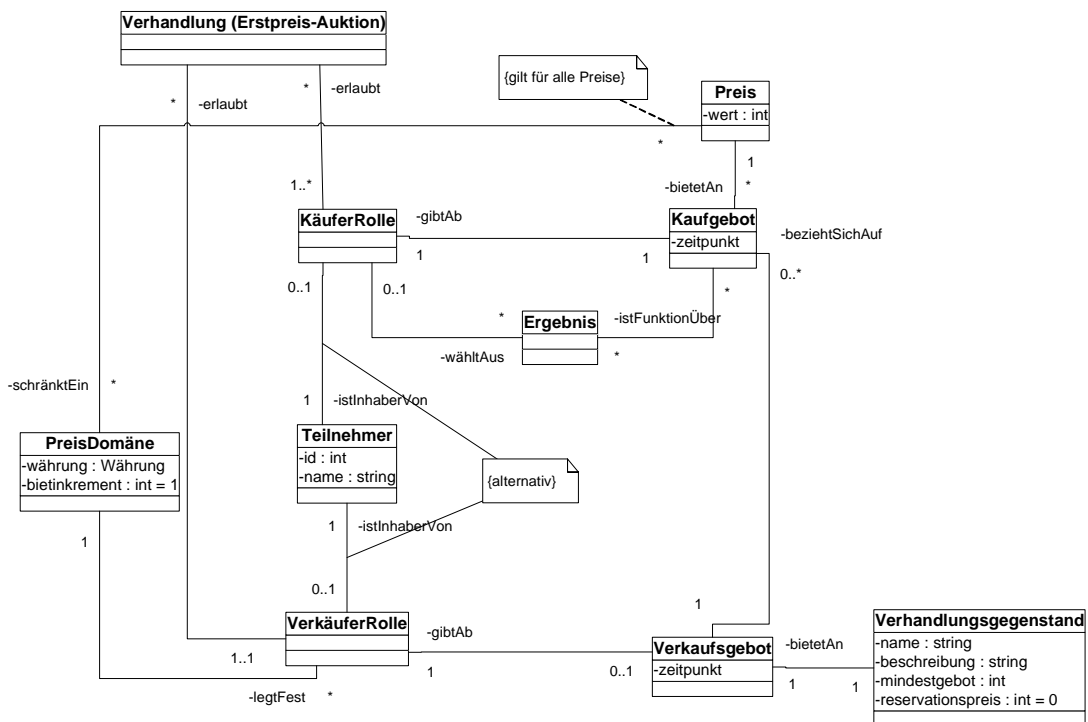 Verhandlung (Erstpreis-Auktion)
{gilt für alle Preise}
Preis
-wert : int
* -erlaubt
* -erlaubt
*
1
-bietetAn *
1..*
KäuferRolle
-gibtAb
1
1
Kaufgebot
-zeitpunkt
-beziehtSichAuf
0..*
0..1
0..1
*
* Ergebnis -istFunktionÜber
-wähltAus
*
-schränktEin *
1 -istInhaberVon
PreisDomäne
-währung : Währung
-bietinkrement : int = 1
Teilnehmer
-id : int
-name : string
{alternativ}
1
1 -istInhaberVon
0..1
1
VerkäuferRolle
-gibtAb
1..1
1
0..1
Verkaufsgebot
-zeitpunkt
-bietetAn
1
1
Verhandlungsgegenstand
-name : string
-beschreibung : string
-mindestgebot : int
-reservationspreis : int = 0
-legtFest *